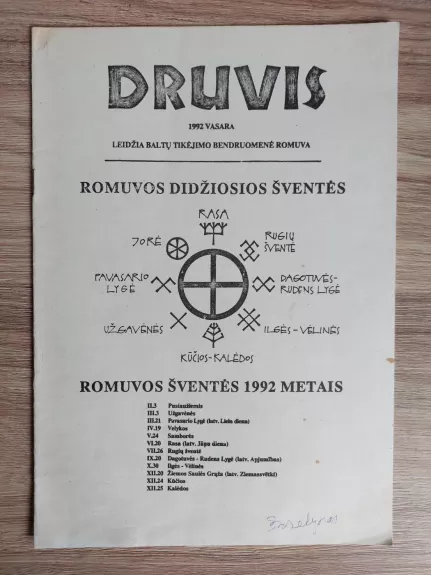 DRUVIS
1992 VASARA
LEIDŽIA BALTŲ TIKĖJIMO BENDRUOMENĖ ROMUVA
ROMUVOS DIDŽIOSIOS ŠVENTĖS
RASA
JORĖ
RUGIŲ
ŠVENTĖ
PAVASARIO
LYGĖ
DAGOTUVĖS-
RUDENS LYGĖ
UŽGAVĖNĖS
ILGĖS-VĖLINĖS
KŪČIOS-KALĖDOS
ROMUVOS ŠVENTĖS 1992 METAIS
II.3 Pusiaužiemis
III.3 Užgavėnės
III.21 Pavasario Lygė (latv. Liela diena)
IV.19 Velykos
V.24 Sambarės
VI.20 Rasa (latv. Jāņu diena)
VII.26 Rugių šventė
IX.20 Dagotuvės - Rudens Lygė (latv. Apjumības)
X.30 Ilgės - Vėlinės
XII.20 Žiemos Saulės Grąža (latv. Ziemassvētki)
XII.24 Kūčios
XII.25 Kalėdos